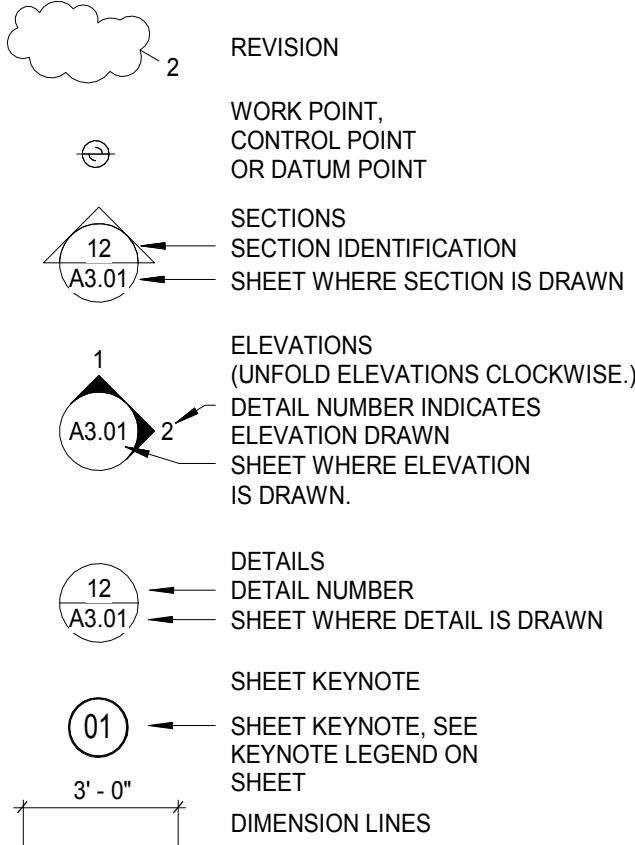 2
REVISION
WORK POINT,
CONTROL POINT
OR DATUM POINT
SECTIONS
12
SECTION IDENTIFICATION
A3.01
SHEET WHERE SECTION IS DRAWN
ELEVATIONS
1
(UNFOLD ELEVATIONS CLOCKWISE.)
DETAIL NUMBER INDICATES
A3.01
2
ELEVATION DRAWN
SHEET WHERE ELEVATION
IS DRAWN.
DETAILS
12
DETAIL NUMBER
A3.01
SHEET WHERE DETAIL IS DRAWN
SHEET KEYNOTE
01
SHEET KEYNOTE, SEE
KEYNOTE LEGEND ON
SHEET
3' - 0"
DIMENSION LINES